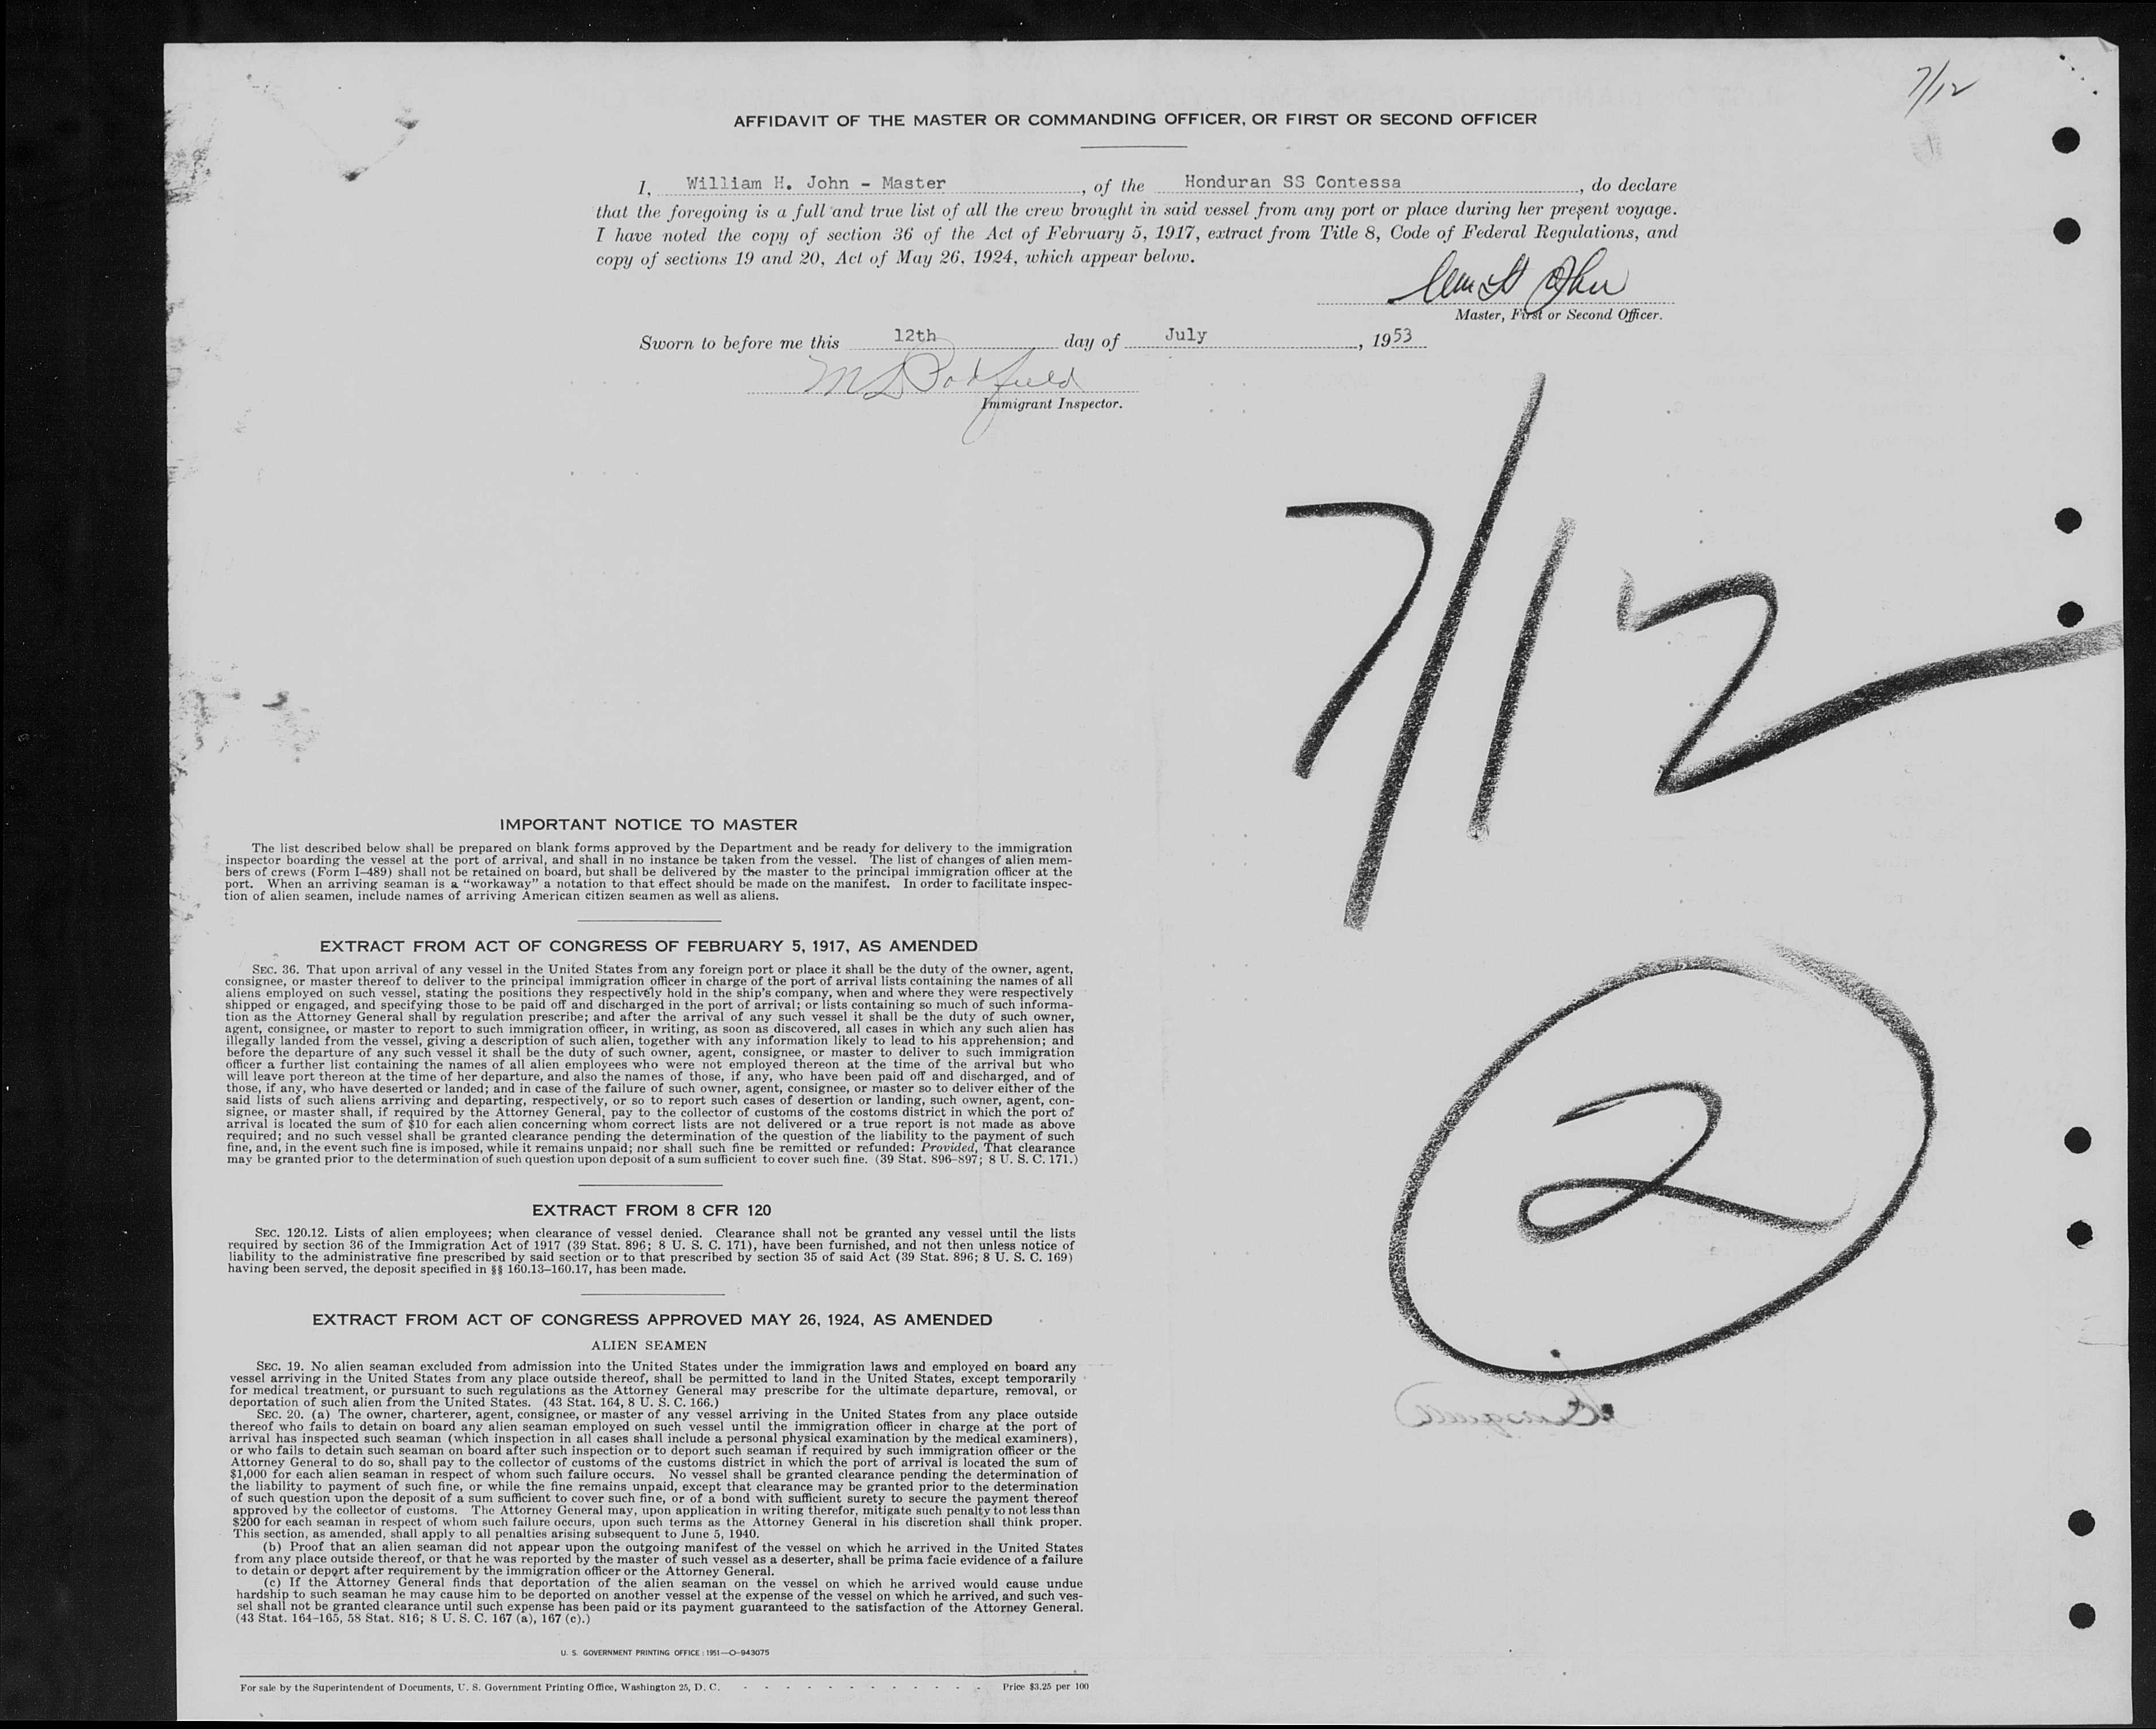 7/12
AFFIDAVIT OF THE MASTER OR COMMANDING OFFICER, OR FIRST OR SECOND OFFICER
I, William H. John - Master, of the Honduran SS Contessa, do declare
that the foregoing is a full and true list of all the crew brought in said vessel from any port or place during her present voyage.
I have noted the copy of section 36 of the Act of February 5, 1917, extract from Title 8, Code of Federal Regulations, and
copy of sections 19 and 20, Act of May 26, 1924, which appear below.
Wm H John
Master, First or Second Officer.
Sworn to before me this 12th day of July, 1953
Immigrant Inspector.
7/12
2
IMPORTANT NOTICE TO MASTER
The list described below shall be prepared on blank forms approved by the Department and be ready for delivery to the immigration
inspector boarding the vessel at the port of arrival, and shall in no instance be taken from the vessel. The list of changes of alien mem-
bers of crews (Form I-489) shall not be retained on board, but shall be delivered by the master to the principal immigration officer at the
port. When an arriving seaman is a "workaway" a notation to that effect should be made on the manifest. In order to facilitate inspec-
tion of alien seamen, include names of arriving American citizen seamen as well as aliens.
EXTRACT FROM ACT OF CONGRESS OF FEBRUARY 5, 1917, AS AMENDED
SEC. 36. That upon arrival of any vessel in the United States from any foreign port or place it shall be the duty of the owner, agent,
consignee, or master thereof to deliver to the principal immigration officer in charge of the port of arrival lists containing the names of all
aliens employed on such vessel, stating the positions they respectively hold in the ship's company, when and where they were respectively
shipped or engaged, and specifying those to be paid off and discharged in the port of arrival; or lists containing so much of such informa-
tion as the Attorney General shall by regulation prescribe; and after the arrival of any such vessel it shall be the duty of such owner,
agent, consignee, or master to report to such immigration officer, in writing, as soon as discovered, all cases in which any such alien has
illegally landed from the vessel, giving a description of such alien, together with any information likely to lead to his apprehension; and
before the departure of any such vessel it shall be the duty of such owner, agent, consignee, or master to deliver to such immigration
officer a further list containing the names of all alien employees who were not employed thereon at the time of the arrival but who
will leave port thereon at the time of her departure, and also the names of those, if any, who have been paid off and discharged, and of
those, if any, who have deserted or landed; and in case of the failure of such owner, agent, consignee, or master so to deliver either of the
said lists of such aliens arriving and departing, respectively, or so to report such cases of desertion or landing, such owner, agent, con-
signee, or master shall, if required by the Attorney General, pay to the collector of customs of the costoms district in which the port of
arrival is located the sum of $10 for each alien concerning whom correct lists are not delivered or a true report is not made as above
required; and no such vessel shall be granted clearance pending the determination of the question of the liability to the payment of such
fine, and, in the event such fine is imposed, while it remains unpaid; nor shall such fine be remitted or refunded: Provided, That clearance
may be granted prior to the determination of such question upon deposit of a sum sufficient to cover such fine. (39 Stat. 896-897; 8 U. S. C. 171.)
EXTRACT FROM 8 CFR 120
SEC. 120.12. Lists of alien employees; when clearance of vessel denied. Clearance shall not be granted any vessel until the lists
required by section 36 of the Immigration Act of 1917 (39 Stat. 896; 8 U. S. C. 171), have been furnished, and not then unless notice of
liability to the administrative fine prescribed by said section or to that prescribed by section 35 of said Act (39 Stat. 896; 8 U. S. C. 169)
having been served, the deposit specified in §§ 160.13-160.17, has been made.
EXTRACT FROM ACT OF CONGRESS APPROVED MAY 26, 1924, AS AMENDED
ALIEN SEAMEN
SEC. 19. No alien seaman excluded from admission into the United States under the immigration laws and employed on board any
vessel arriving in the United States from any place outside thereof, shall be permitted to land in the United States, except temporarily
for medical treatment, or pursuant to such regulations as the Attorney General may prescribe for the ultimate departure, removal, or
deportation of such alien from the United States. (43 Stat. 164, 8 U. S. C. 166.)
SEC. 20. (a) The owner, charterer, agent, consignee, or master of any vessel arriving in the United States from any place outside
thereof who fails to detain on board any alien seaman employed on such vessel until the immigration officer in charge at the port of
arrival has inspected such seaman (which inspection in all cases shall include a personal physical examination by the medical examiners),
or who fails to detain such seaman on board after such inspection or to deport such seaman if required by such immigration officer or the
Attorney General to do so, shall pay to the collector of customs of the customs district in which the port of arrival is located the sum of
$1,000 for each alien seaman in respect of whom such failure occurs. No vessel shall be granted clearance pending the determination of
the liability to payment of such fine, or while the fine remains unpaid, except that clearance may be granted prior to the determination
of such question upon the deposit of a sum sufficient to cover such fine, or of a bond with sufficient surety to secure the payment thereof
approved by the collector of customs. The Attorney General may, upon application in writing therefor, mitigate such penalty to not less than
$200 for each seaman in respect of whom such failure occurs, upon such terms as the Attorney General in his discretion shall think proper.
This section, as amended, shall apply to all penalties arising subsequent to June 5, 1940.
(b) Proof that an alien seaman did not appear upon the outgoing manifest of the vessel on which he arrived in the United States
from any place outside thereof, or that he was reported by the master of such vessel as a deserter, shall be prima facie evidence of a failure
to detain or deport after requirement by the immigration officer or the Attorney General.
(c) If the Attorney General finds that deportation of the alien seaman on the vessel on which he arrived would cause undue
hardship to such seaman he may cause him to be deported on another vessel at the expense of the vessel on which he arrived, and such ves-
sel shall not be granted clearance until such expense has been paid or its payment guaranteed to the satisfaction of the Attorney General.
(43 Stat. 164-165, 58 Stat. 816; 8 U. S. C. 167 (a), 167 (c).)
U. S. GOVERNMENT PRINTING OFFICE : 1951—O-943075
For sale by the Superintendent of Documents, U. S. Government Printing Office, Washington 25, D. C. - - - - - - - - - - - - Price $3.25 per 100